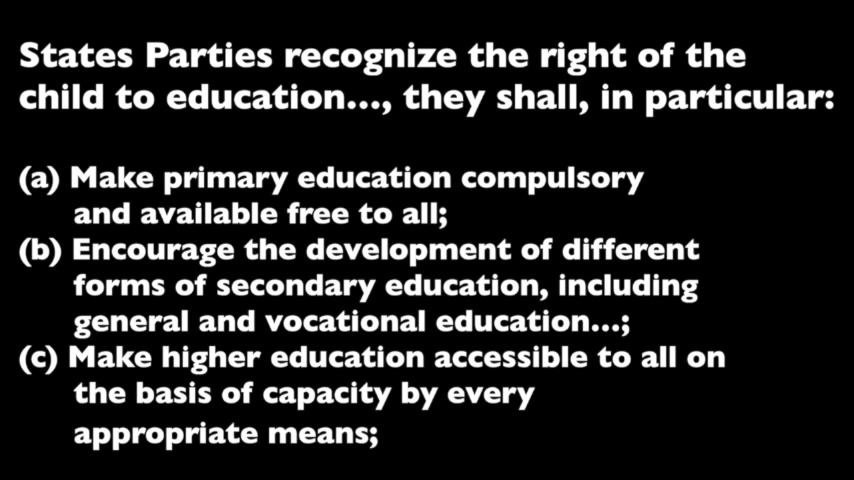 States Parties recognize the right of the
child to education..., they shall, in particular:
(a) Make primary education compulsory
and available free to all;
(b) Encourage the development of different
forms of secondary education, including
general and vocational education...;
(c) Make higher education accessible to all on
the basis of capacity by every
appropriate means;